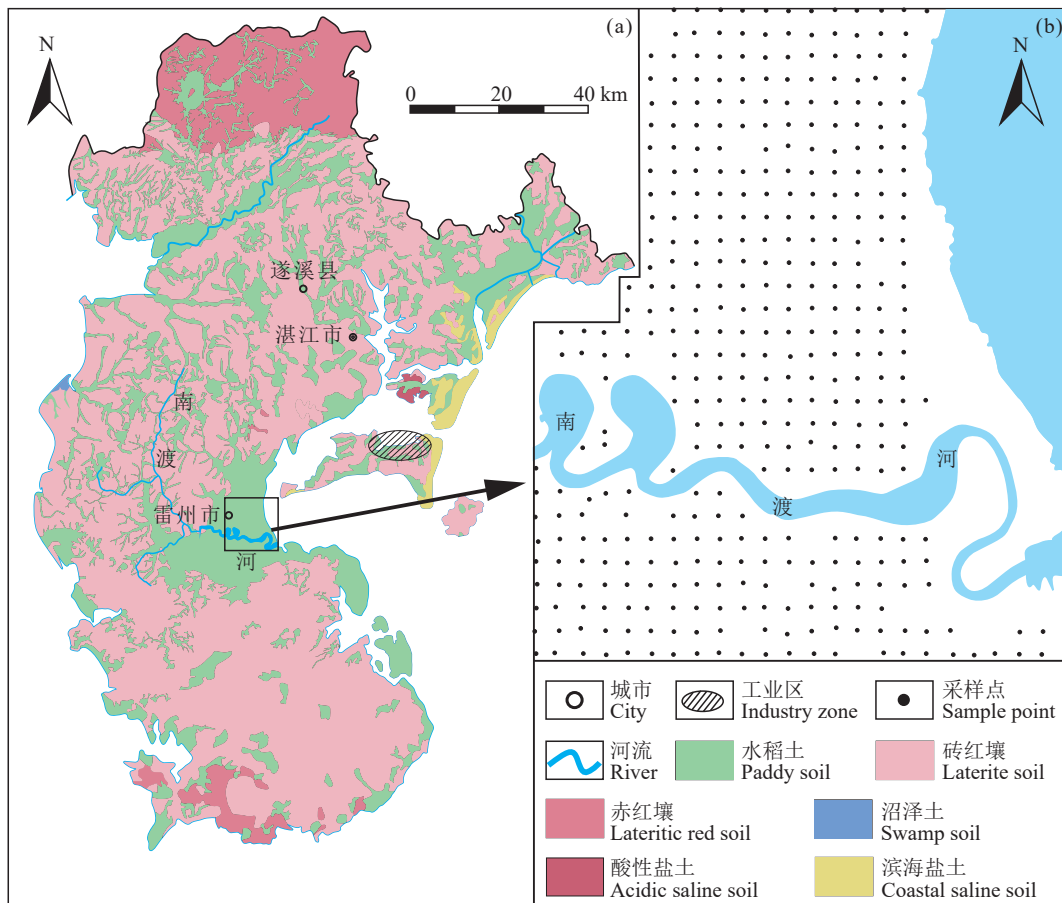 (a)
N
0 20 40 km
遂溪县
湛江市
南
渡
雷州市
河
(b)
N
南
渡
河
城市
City
工业区
Industry zone
采样点
Sample point
河流
River
水稻土
Paddy soil
砖红壤
Laterite soil
赤红壤
Lateritic red soil
沼泽土
Swamp soil
酸性盐土
Acidic saline soil
滨海盐土
Coastal saline soil